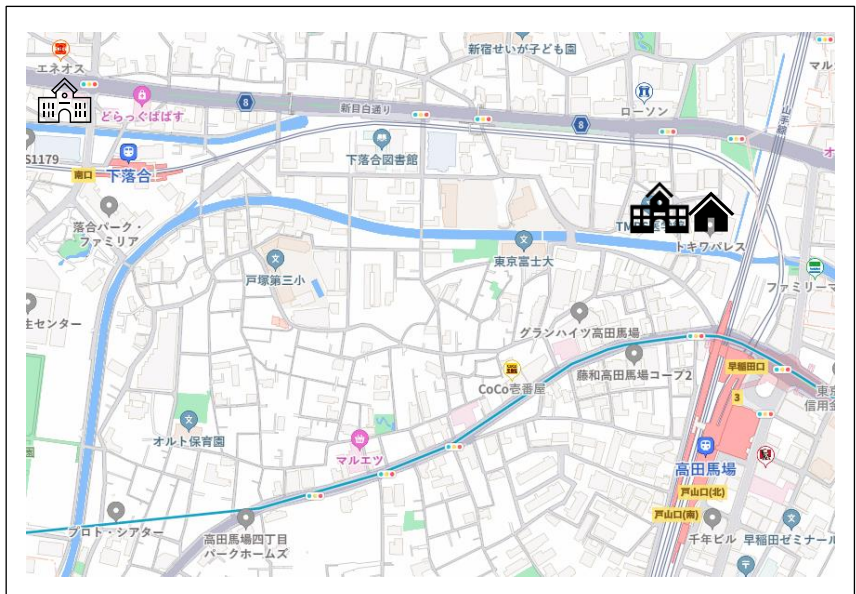 新宿せいが子ども園
エネオス
マル
どらっぐぱぱす
8
新目白通り
ローソン
8
山手線
オ
S1179
下落合図書館
南口
下落合
落合パーク・
ファミリア
TM
トキワパレス
東京富士大
戸塚第三小
ファミリーマ
生センター
グランハイツ高田馬場
早稲田口
藤和高田馬場コープ2
東京
信用金
CoCo壱番屋
3
オルト保育園
マルエツ
高田馬場
戸山口(北)
戸山口(南)
プロト・シアター
高田馬場四丁目
パークホームズ
千年ビル
早稲田ゼミナール